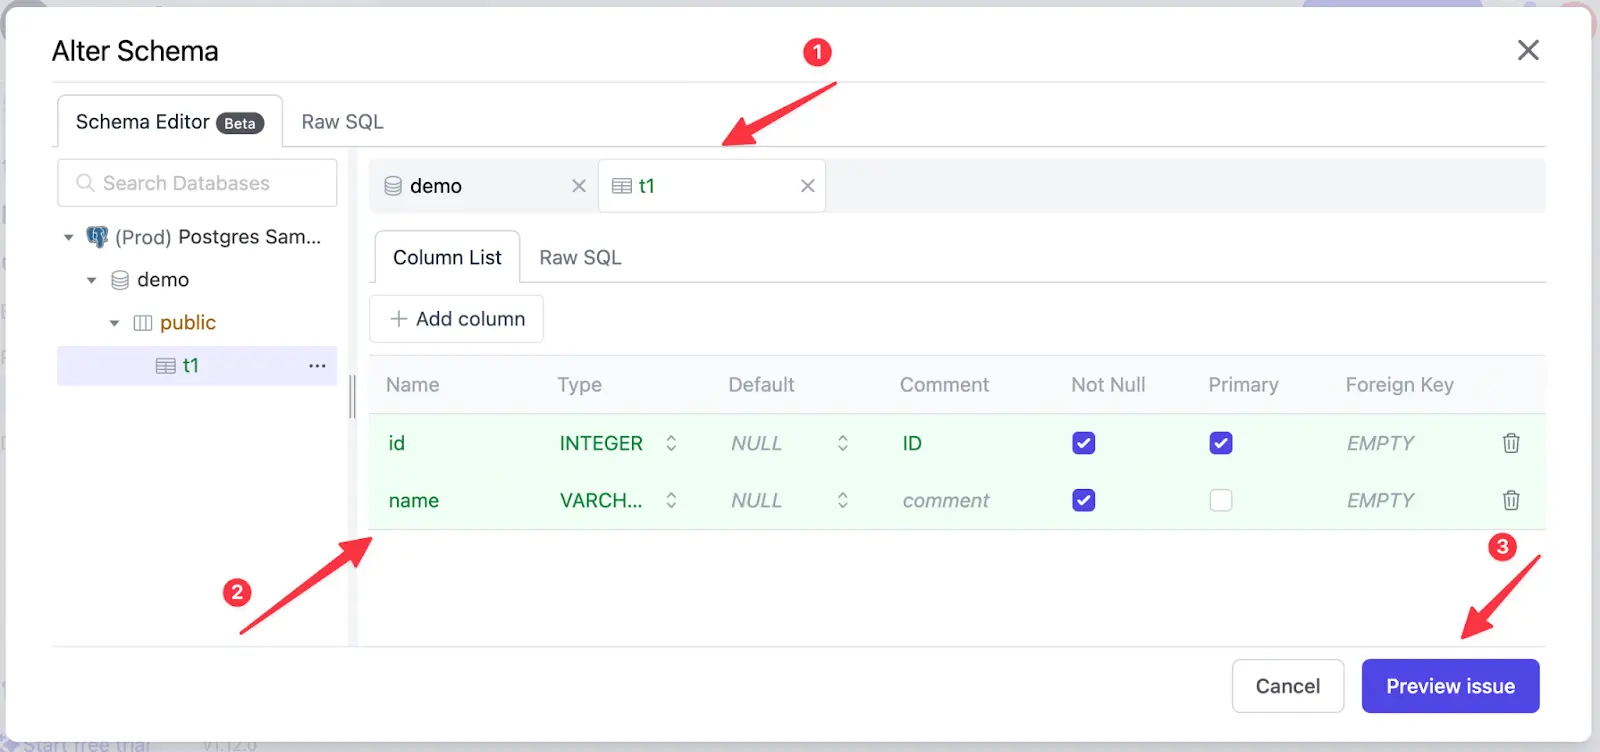 Alter Schema
1
Schema Editor Beta
Raw SQL
Search Databases
demo
t1
(Prod) Postgres Sam...
demo
public
t1
Column List
Raw SQL
Add column
Name Type Default Comment Not Null Primary Foreign Key
id INTEGER NULL ID EMPTY
name VARCH... NULL comment EMPTY
2
3
Cancel
Preview issue
Start free trial
v1.12.0